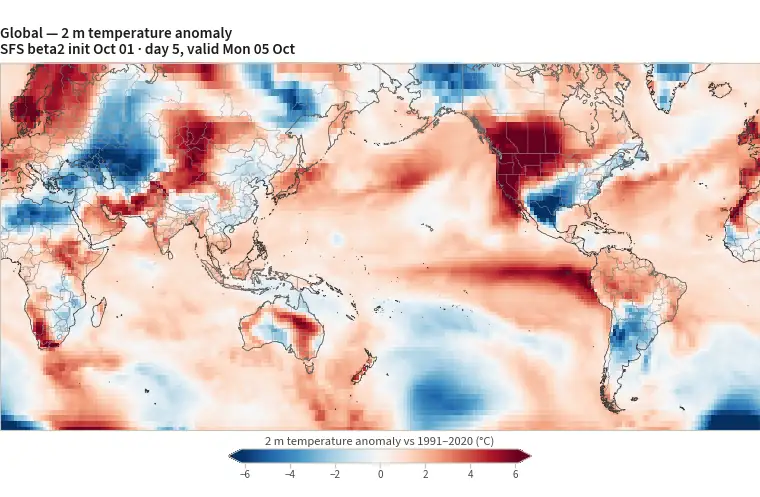 Global — 2 m temperature anomaly
SFS beta2 init Oct 01 · day 5, valid Mon 05 Oct
2 m temperature anomaly vs 1991–2020 (°C)
−6 −4 −2 0 2 4 6